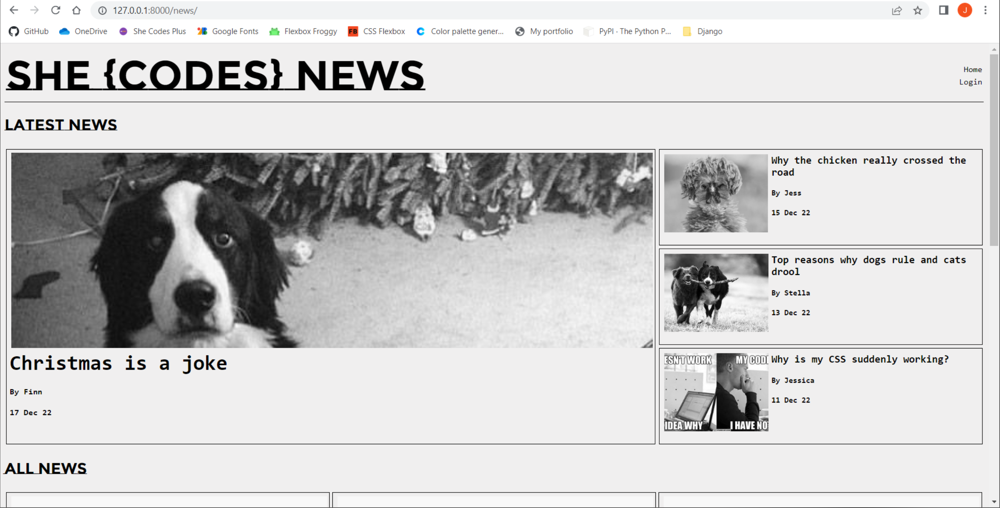 127.0.0.1:8000/news/
J
GitHub
OneDrive
She Codes Plus
Google Fonts
Flexbox Froggy
FB
CSS Flexbox
Color palette gener...
My portfolio
PyPI · The Python P...
Django
SHE {CODES} NEWS
Home
Login
LATEST NEWS
Christmas is a joke
By Finn
17 Dec 22
Why the chicken really crossed the
road
By Jess
15 Dec 22
Top reasons why dogs rule and cats
drool
By Stella
13 Dec 22
ESN'T WORK
MY CODE
IDEA WHY
I HAVE NO
Why is my CSS suddenly working?
By Jessica
11 Dec 22
ALL NEWS